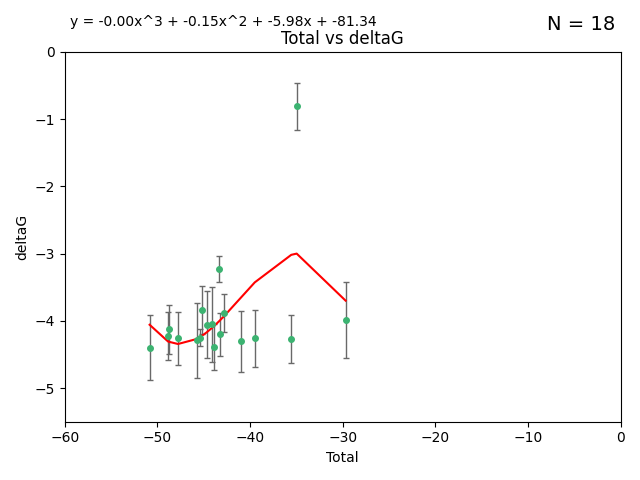 y = -0.00x^3 + -0.15x^2 + -5.98x + -81.34
N = 18
Total vs deltaG
0
−1
−2
−3
−4
−5
deltaG
−60 −50 −40 −30 −20 −10 0
Total